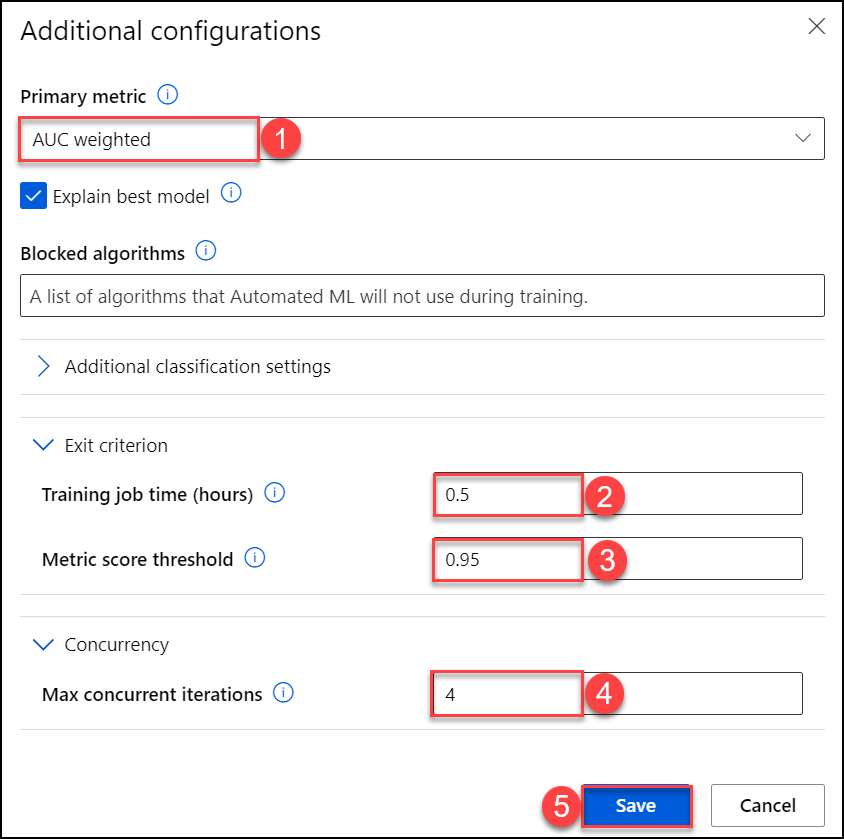 Additional configurations
Primary metric
AUC weighted 1
Explain best model
Blocked algorithms
A list of algorithms that Automated ML will not use during training.
Additional classification settings
Exit criterion
Training job time (hours) 0.5 2
Metric score threshold 0.95 3
Concurrency
Max concurrent iterations 4 4
5 Save Cancel